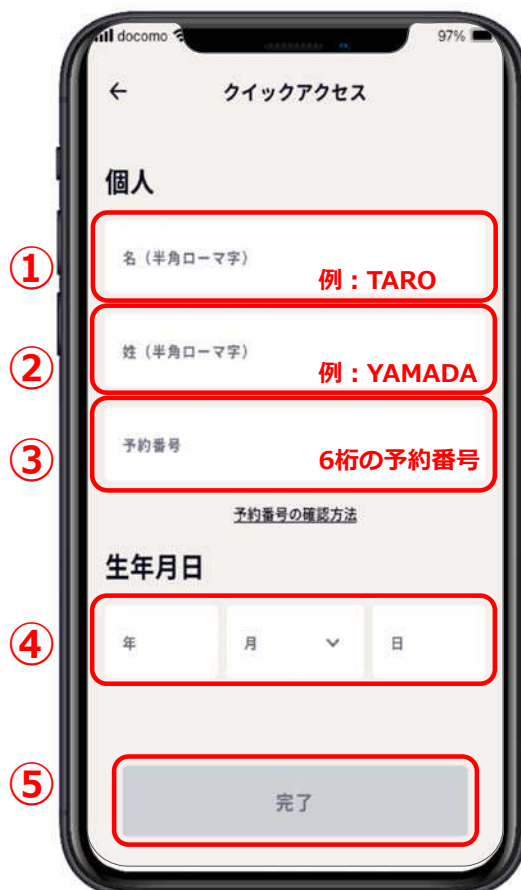 docomo 97%
クイックアクセス
個人
① 名（半角ローマ字） 例：TARO
② 姓（半角ローマ字） 例：YAMADA
③ 予約番号 6桁の予約番号
予約番号の確認方法
生年月日
④ 年 月 日
⑤ 完了